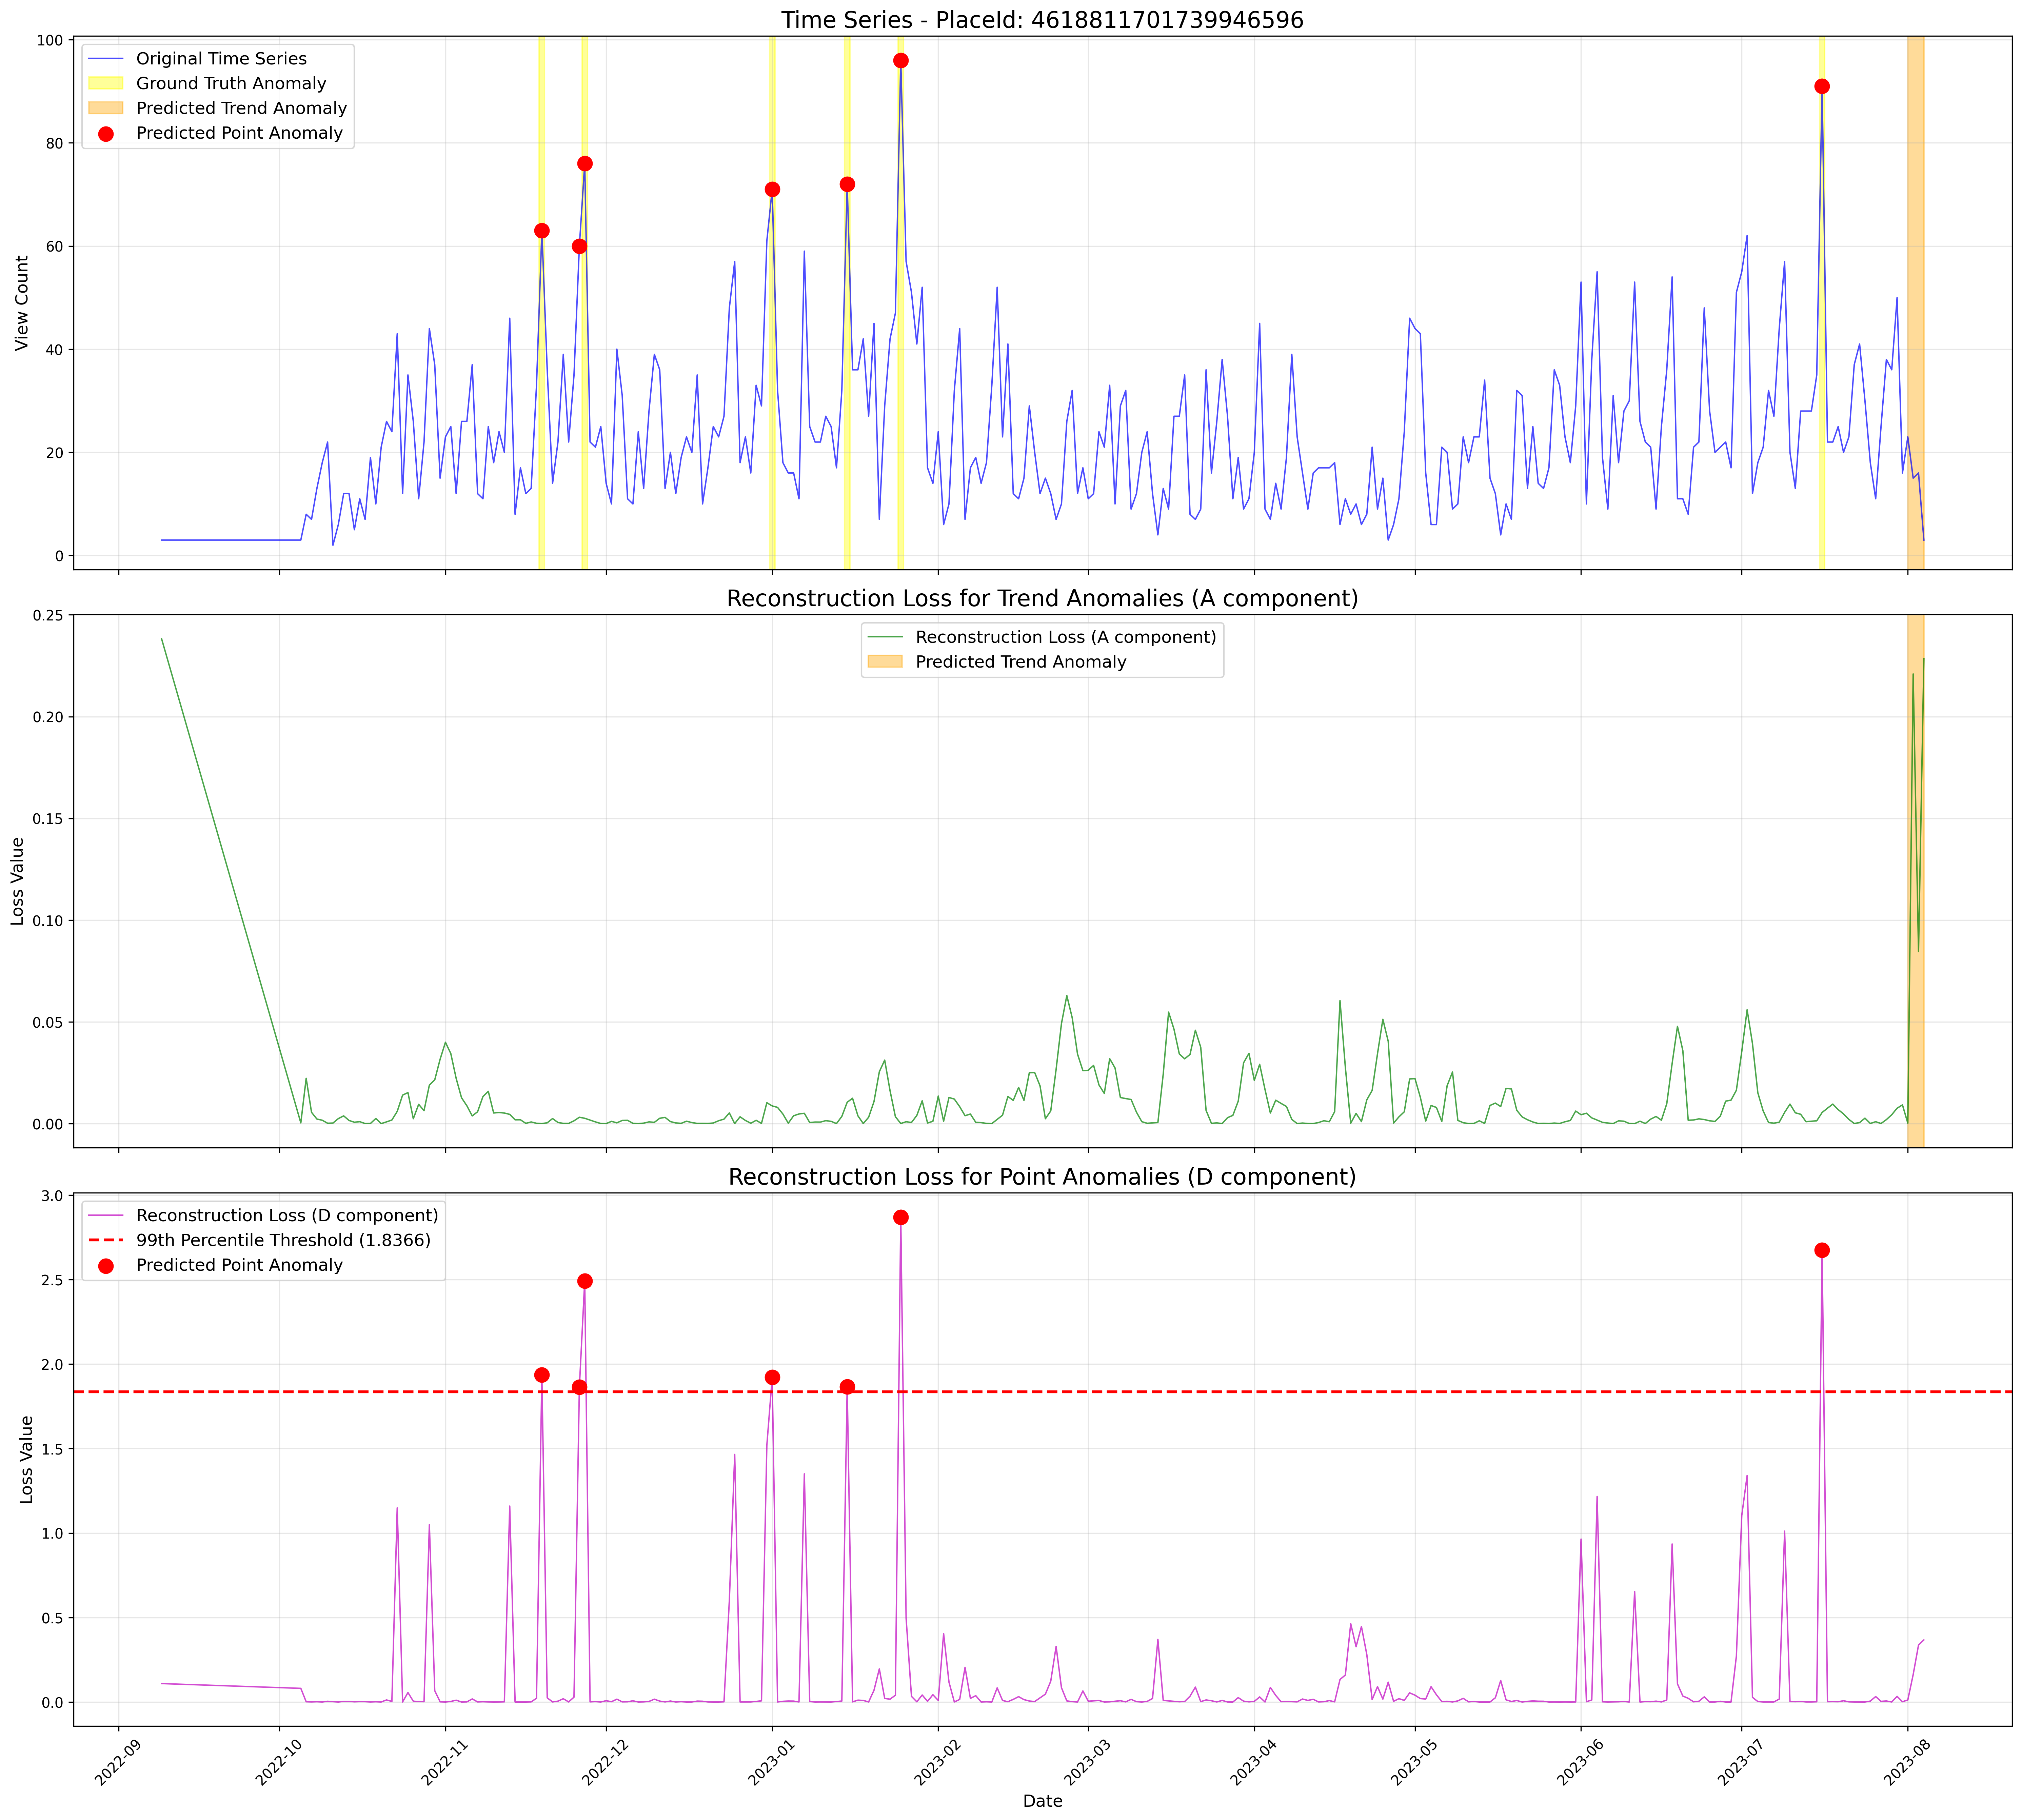 Time Series - PlaceId: 4618811701739946596
100
80
60
40
20
0
View Count
Original Time Series
Ground Truth Anomaly
Predicted Trend Anomaly
Predicted Point Anomaly
Reconstruction Loss for Trend Anomalies (A component)
0.25
0.20
0.15
0.10
0.05
0.00
Loss Value
Reconstruction Loss (A component)
Predicted Trend Anomaly
Reconstruction Loss for Point Anomalies (D component)
3.0
2.5
2.0
1.5
1.0
0.5
0.0
Loss Value
Reconstruction Loss (D component)
99th Percentile Threshold (1.8366)
Predicted Point Anomaly
2022-09
2022-10
2022-11
2022-12
2023-01
2023-02
2023-03
2023-04
2023-05
2023-06
2023-07
2023-08
Date